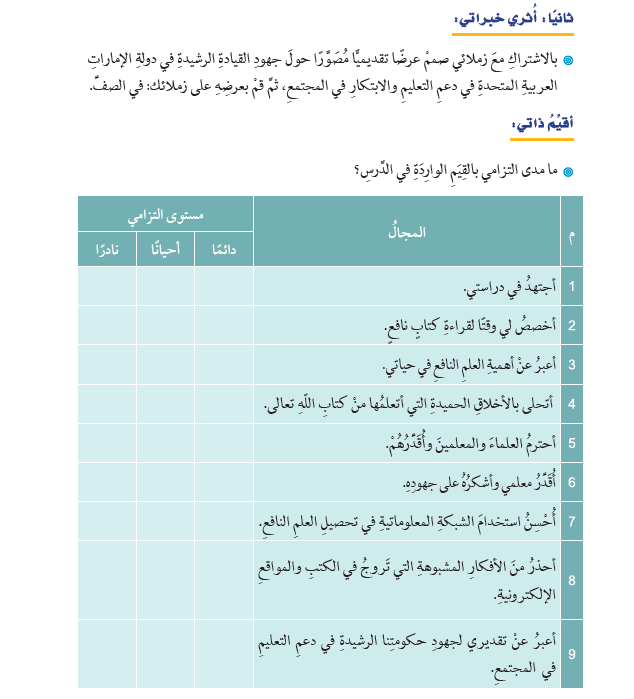 ثانيًا: أُثري خبراتي:
بالاشتراكِ معَ زملائي صممْ عرضًا تقديميًّا مُصَوَّرًا حولَ جهودِ القيادةِ الرشيدةِ في دولةِ الإماراتِ
العربيةِ المتحدةِ في دعمِ التعليمِ والابتكارِ في المجتمعِ، ثمَّ قمْ بعرضِهِ على زملائك: في الصفِّ.
أقيِّمُ ذاتي:
ما مدى التزامي بالقِيَمِ الوارِدَةِ في الدَّرسِ؟
م المجالُ مستوى التزامي
دائمًا أحيانًا نادرًا
1 أجتهدُ في دراستي.
2 أخصصُ لي وقتًا لقراءةِ كتابٍ نافعٍ.
3 أعبرُ عنْ أهميةِ العلمِ النافعِ في حياتي.
4 أتحلى بالأخلاقِ الحميدةِ التي أتعلمُها منْ كتابِ اللّهِ تعالى.
5 أحترمُ العلماءَ والمعلمينَ وأُقَدِّرُهُمْ.
6 أُقَدِّرُ معلمي وأشكرُهُ على جهودِهِ.
7 أُحْسِنُ استخدامَ الشبكةِ المعلوماتيةِ في تحصيلِ العلمِ النافعِ.
8 أحذرُ منَ الأفكارِ المشبوهةِ التي تَروجُ في الكتبِ والمواقعِ
الإلكترونيةِ.
9 أعبرُ عنْ تقديري لجهودِ حكومتِنا الرشيدةِ في دعمِ التعليمِ
في المجتمعِ.